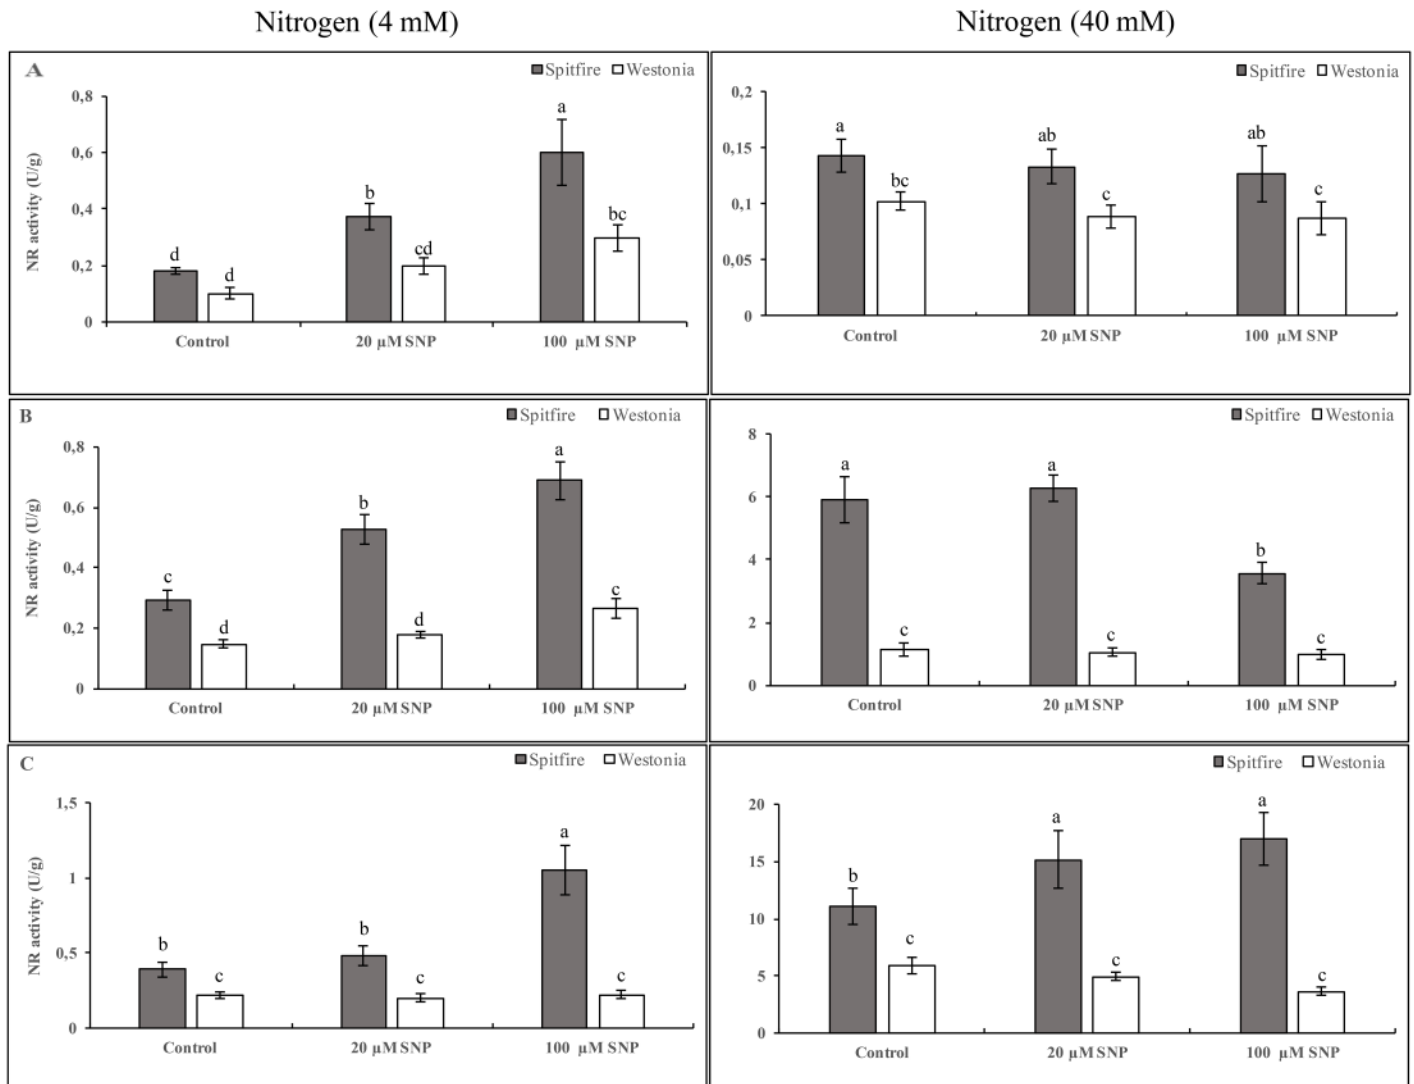 Nitrogen (4 mM)
Nitrogen (40 mM)
A
Spitfire Westonia
NR activity (U/g)
0,8
0,6
0,4
0,2
0
d
d
b
cd
a
bc
Control
20 µM SNP
100 µM SNP
Spitfire Westonia
0,2
0,15
0,1
0,05
0
a
bc
ab
c
ab
c
Control
20 µM SNP
100 µM SNP
B
Spitfire Westonia
NR activity (U/g)
0,8
0,6
0,4
0,2
0
c
d
b
d
a
c
Control
20 µM SNP
100 µM SNP
Spitfire Westonia
8
6
4
2
0
a
c
a
c
b
c
Control
20 µM SNP
100 µM SNP
C
Spitfire Westonia
NR activity (U/g)
1,5
1
0,5
0
b
c
b
c
a
c
Control
20 µM SNP
100 µM SNP
Spitfire Westonia
20
15
10
5
0
b
c
a
c
a
c
Control
20 µM SNP
100 µM SNP